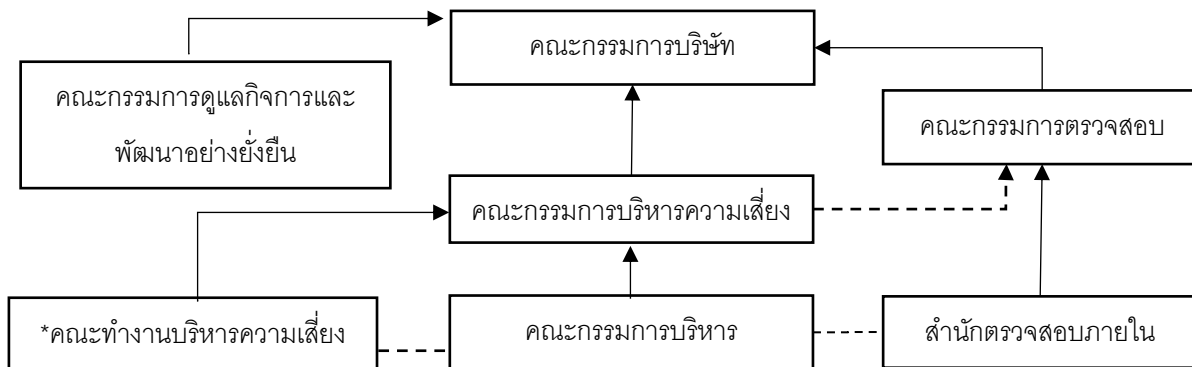 คณะกรรมการบริษัท
คณะกรรมการดูแลกิจการและ
พัฒนาอย่างยั่งยืน
คณะกรรมการตรวจสอบ
คณะกรรมการบริหารความเสี่ยง
*คณะทำงานบริหารความเสี่ยง
คณะกรรมการบริหาร
สำนักตรวจสอบภายใน